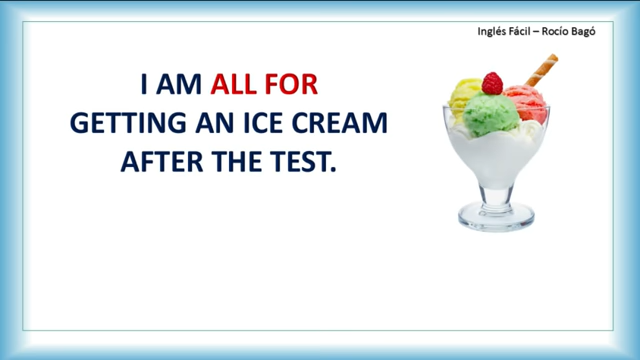 Inglés Fácil – Rocío Bagó
I AM ALL FOR
GETTING AN ICE CREAM
AFTER THE TEST.